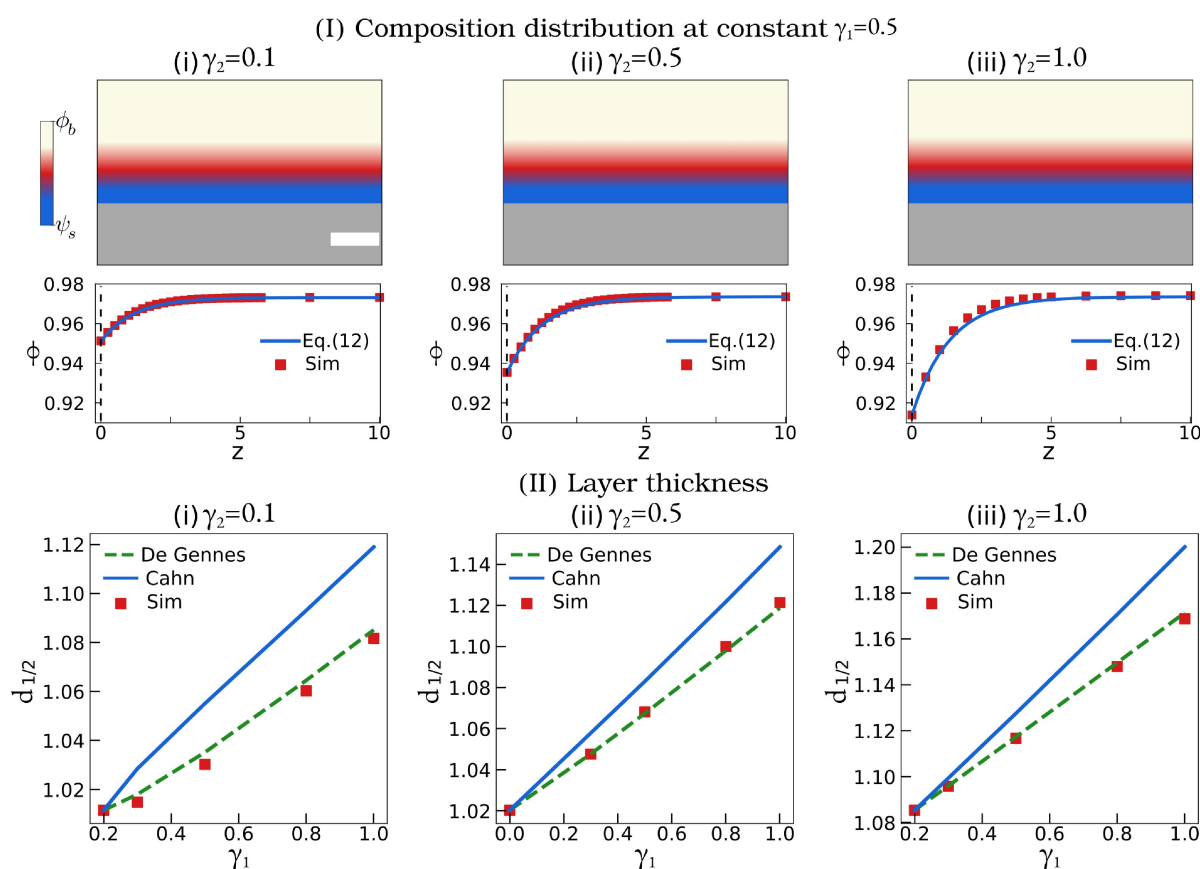 (I) Composition distribution at constant γ₁=0.5
(i) γ₂=0.1
(ii) γ₂=0.5
(iii) γ₂=1.0
ϕ_b
ψ_s
0.98
0.96
0.94
0.92
ϕ
Eq.(12)
Sim
0
5
10
z
0.98
0.96
0.94
0.92
ϕ
Eq.(12)
Sim
0
5
10
z
0.98
0.96
0.94
0.92
ϕ
Eq.(12)
Sim
0
5
10
z
(II) Layer thickness
(i) γ₂=0.1
(ii) γ₂=0.5
(iii) γ₂=1.0
1.12
1.10
1.08
1.06
1.04
1.02
d₁/₂
De Gennes
Cahn
Sim
0.2
0.4
0.6
0.8
1.0
γ₁
1.14
1.12
1.10
1.08
1.06
1.04
1.02
d₁/₂
De Gennes
Cahn
Sim
0.0
0.2
0.4
0.6
0.8
1.0
γ₁
1.20
1.18
1.16
1.14
1.12
1.10
1.08
d₁/₂
De Gennes
Cahn
Sim
0.2
0.4
0.6
0.8
1.0
γ₁